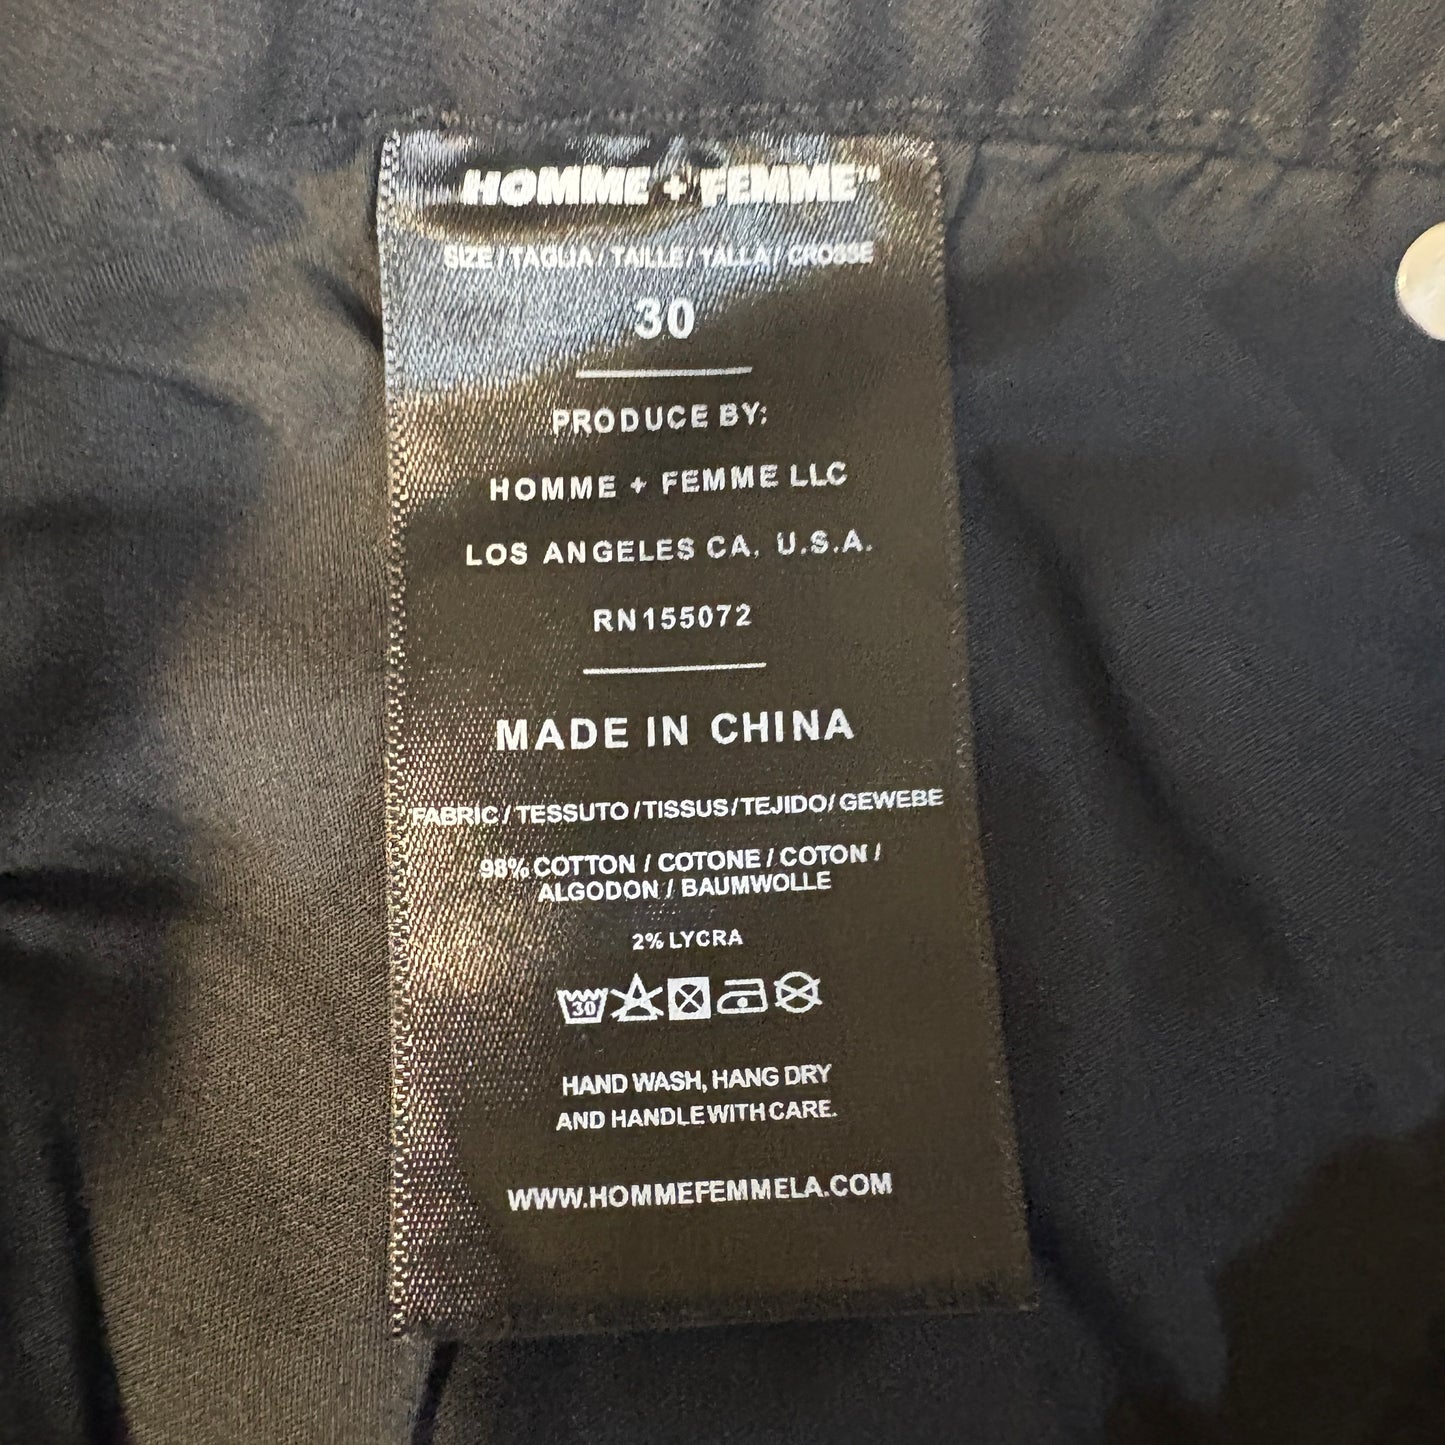 HOMME + FEMME"
SIZE / TAGLIA / TAILLE / TALLA / CROSSE
30
PRODUCE BY:
HOMME + FEMME LLC
LOS ANGELES CA. U.S.A.
RN155072
MADE IN CHINA
FABRIC / TESSUTO / TISSUS / TEJIDO / GEWEBE
98% COTTON / COTONE / COTON /
ALGODON / BAUMWOLLE
2% LYCRA
30
HAND WASH, HANG DRY
AND HANDLE WITH CARE.
WWW.HOMMEFEMMELA.COM